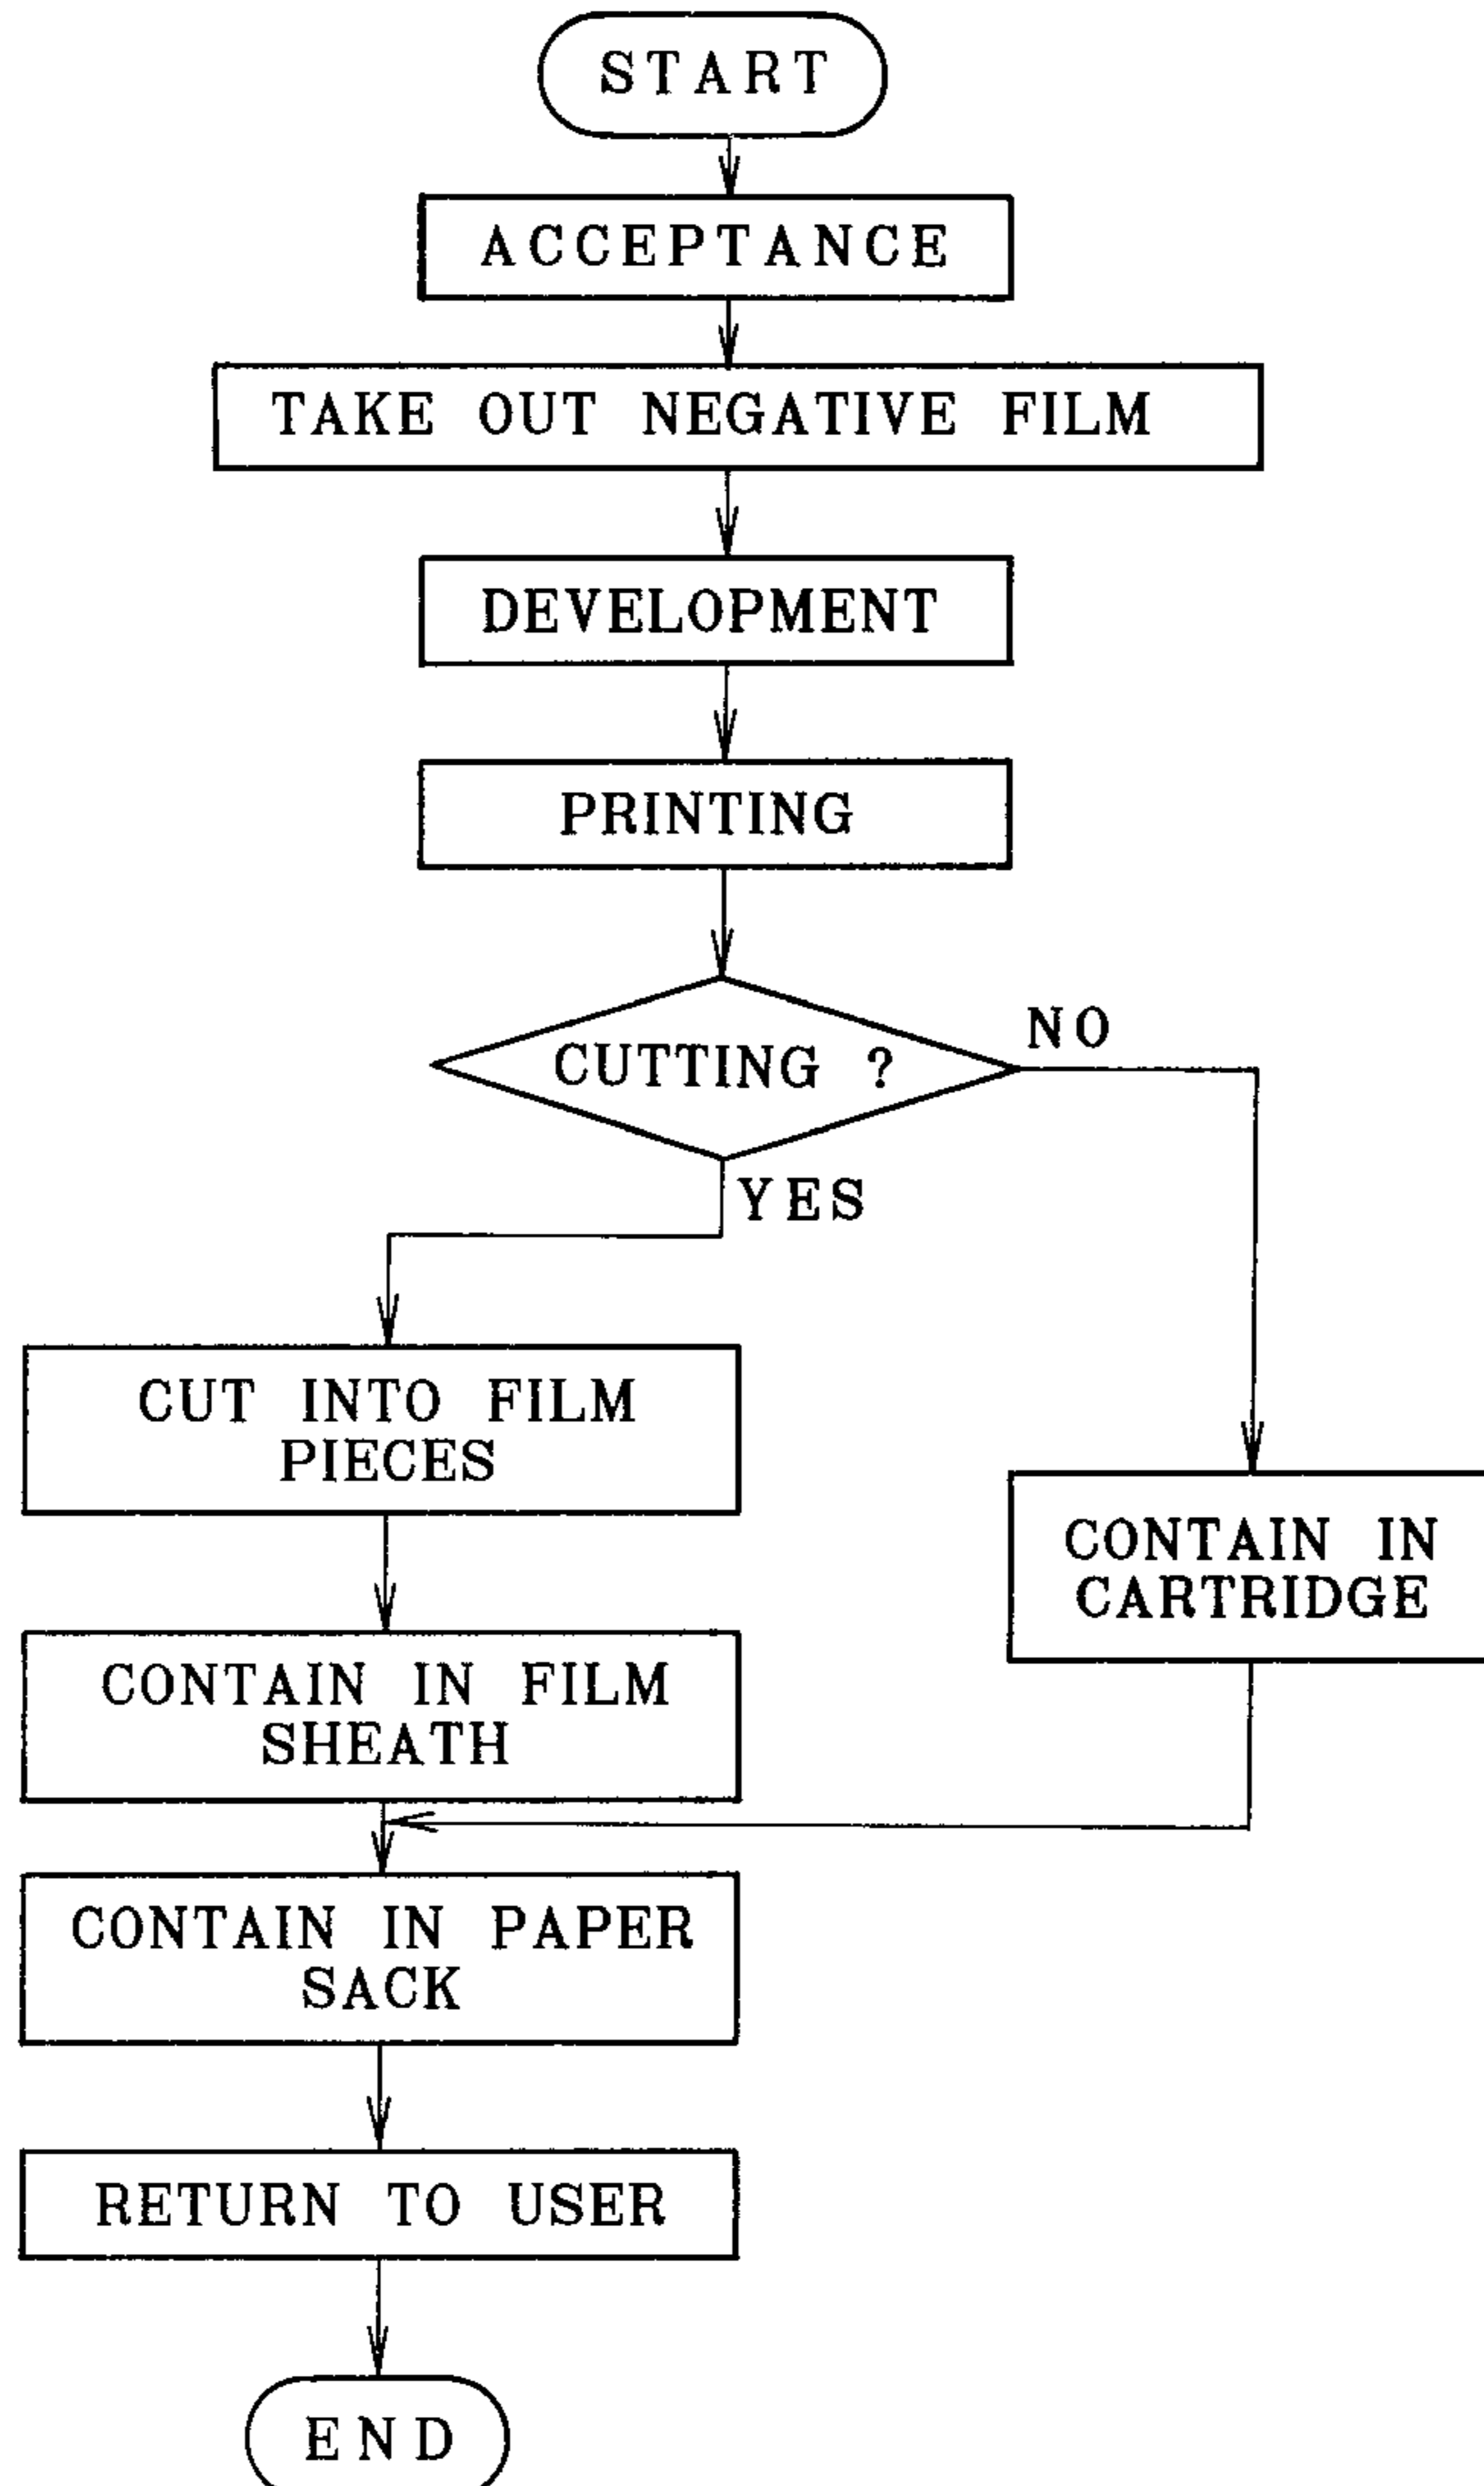 START
ACCEPTANCE
TAKE OUT NEGATIVE FILM
DEVELOPMENT
PRINTING
CUTTING ?
NO
YES
CUT INTO FILM
PIECES
CONTAIN IN
CARTRIDGE
CONTAIN IN FILM
SHEATH
CONTAIN IN PAPER
SACK
RETURN TO USER
END